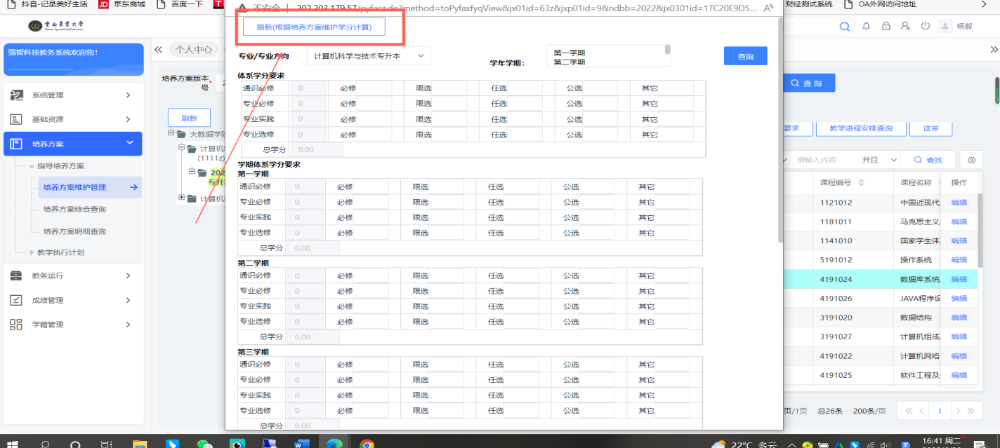 抖音-记录美好生活 京东商城 百度一下 财经测试系统 OA外网访问地址
不安全 | 202.203.179.57/pyfasz.do?method=toPyfaxfyqView&jx01id=63z&jxp01id=9&ndbb=2022&jx0301id=17C20E9D5...
雲南農業大學
Yunnan Agricultural University
杨毅
强智科技教务系统欢迎您!
个人中心
系统管理
基础资源
培养方案
指导培养方案
培养方案维护管理
培养方案综合查询
培养方案明细查询
教学执行计划
教务运行
成绩管理
学籍管理
培养方案版本号*
刷新
大数据学院
计算机
(1111z)
202
专升
计算机
刷新(根据培养方案维护学分计算)
专业/专业方向 计算机科学与技术专升本 学年学期: 第一学期
第二学期
查询
体系学分要求
通识必修 0 必修 限选 任选 公选 其它
专业必修 0 必修 限选 任选 公选 其它
专业实践 0 必修 限选 任选 公选 其它
专业选修 0 必修 限选 任选 公选 其它
总学分 0.00
学期体系学分要求
第一学期
通识必修 0 必修 限选 任选 公选 其它
专业必修 0 必修 限选 任选 公选 其它
专业实践 0 必修 限选 任选 公选 其它
专业选修 0 必修 限选 任选 公选 其它
总学分 0.00
第二学期
通识必修 0 必修 限选 任选 公选 其它
专业必修 0 必修 限选 任选 公选 其它
专业实践 0 必修 限选 任选 公选 其它
专业选修 0 必修 限选 任选 公选 其它
总学分 0.00
第三学期
通识必修 0 必修 限选 任选 公选 其它
专业必修 0 必修 限选 任选 公选 其它
专业实践 0 必修 限选 任选 公选 其它
专业选修 0 必修 限选 任选 公选 其它
总学分 0.00
查 询
要求 教学进程安排查询 送审
请输入内容 并且 查找
课程编号 课程名称 操作
1121012 中国近现代 编辑
1181011 马克思主义 编辑
1141010 国家学生体 编辑
5191012 操作系统 编辑
4191024 数据库系统 编辑
4191026 JAVA程序设 编辑
3191020 数据结构 编辑
3191027 计算机组成 编辑
4191022 计算机网络 编辑
4191025 软件工程及 编辑
页/1页 总26条 200条/页 1
22°C 多云 16:41 周二